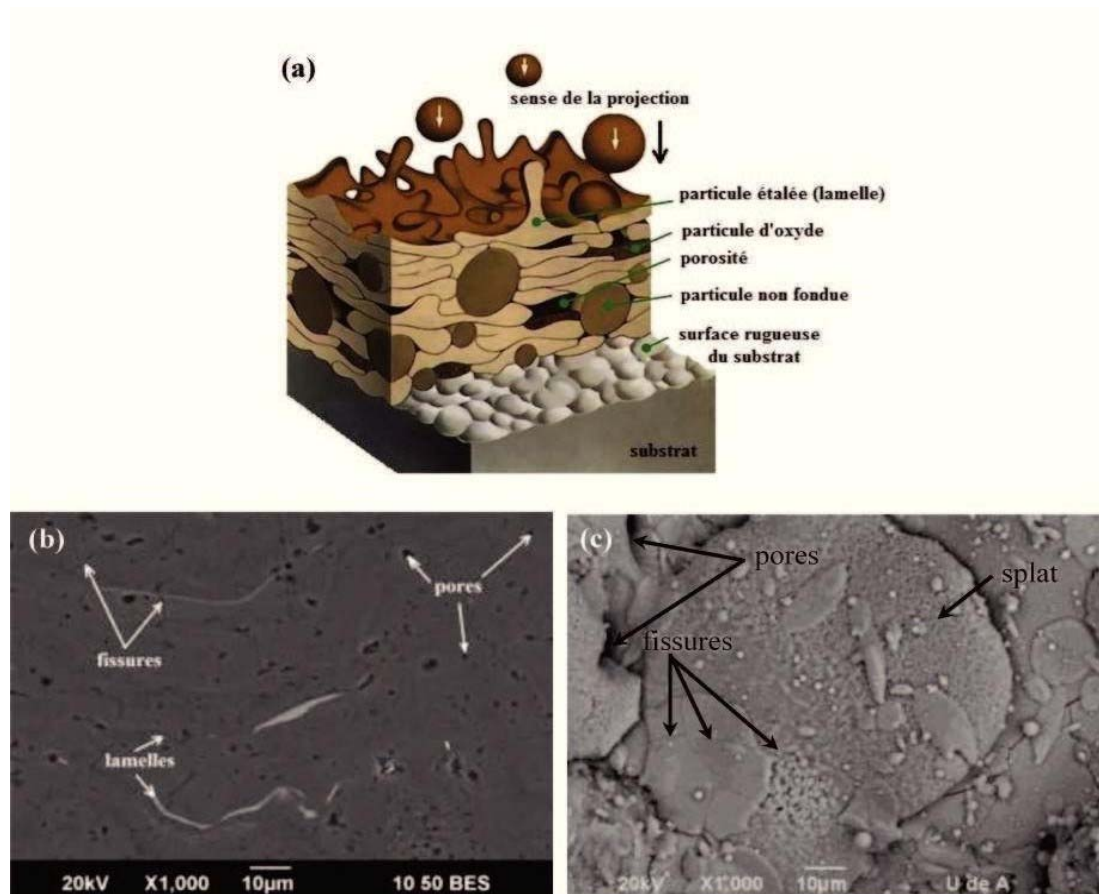 (a)
sense de la projection
particule étalée (lamelle)
particule d'oxyde
porosité
particule non fondue
surface rugueuse
du substrat
substrat
(b)
pores
fissures
lamelles
20kV X1,000 10µm 10 50 BES
(c)
pores
splat
fissures
20kV X1,000 10µm U de A